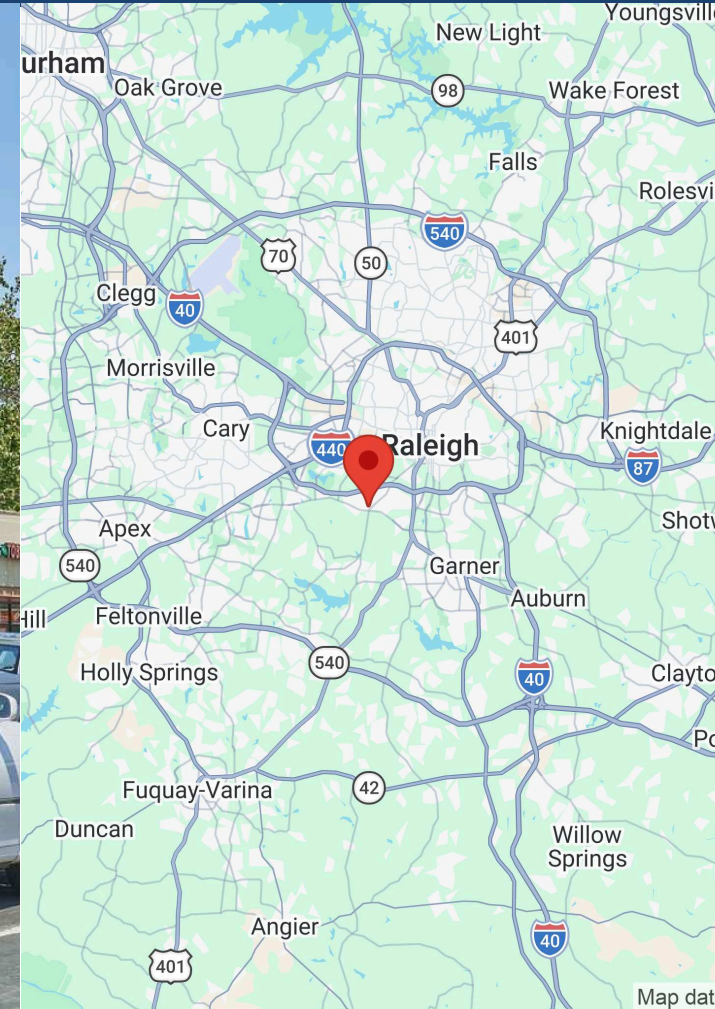 Youngsville
New Light
urham
Oak Grove
98
Wake Forest
Falls
Rolesvi
540
70
50
Clegg
40
401
Morrisville
Cary
440
Raleigh
Knightdale
87
Shotw
Apex
540
Garner
Auburn
Hill
Feltonville
540
Holly Springs
40
Clayto
Po
Fuquay-Varina
42
Duncan
Willow
Springs
Angier
401
40
Map dat